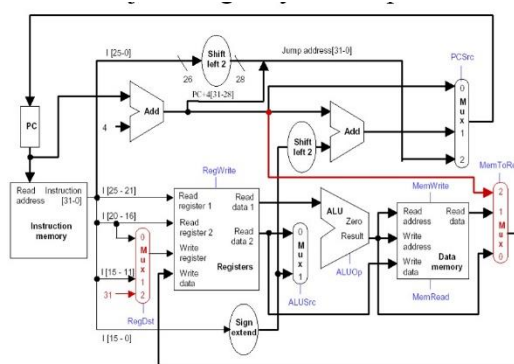 I [25-0]
26
Shift
left 2
28
Jump address[31-0]
PCSrc
PC+4[31-28]
0
M
u
x
1
2
Add
PC
4
Shift
left 2
Add
RegWrite
MemToRe
Read
address
Instruction
[31-0]
Instruction
memory
I [25 - 21]
Read
register 1
Read
data 1
I [20 - 16]
Read
register 2
Read
data 2
Write
register
Write
data
Registers
0
M
u
x
1
2
I [15 - 11]
31
RegDst
ALU
Zero
Result
ALUOp
0
M
u
x
1
ALUSrc
MemWrite
Read
address
Read
data
Write
address
Write
data
Data
memory
MemRead
2
1
M
u
x
0
I [15 - 0]
Sign
extend